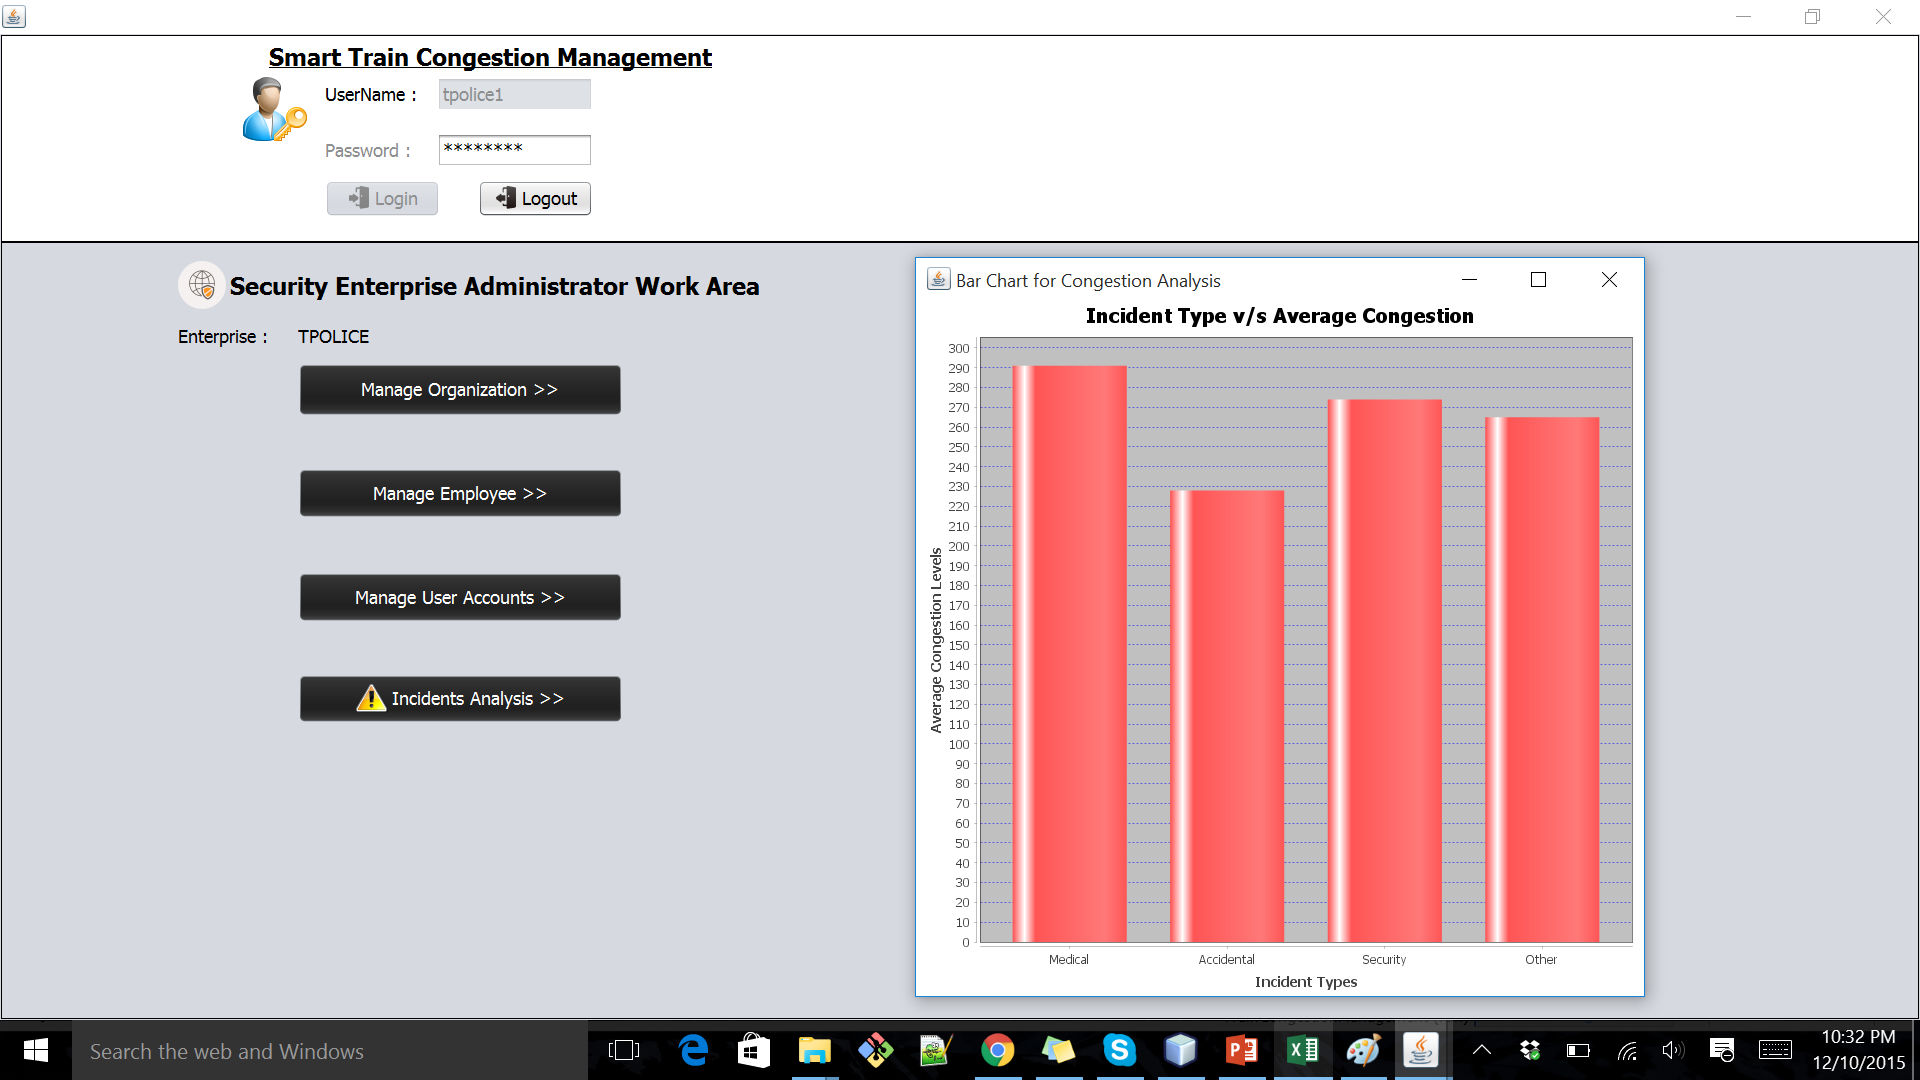 Smart Train Congestion Management
UserName :
tpolice1
Password :
********
Login
Logout
Security Enterprise Administrator Work Area
Enterprise :
TPOLICE
Manage Organization >>
Manage Employee >>
Manage User Accounts >>
Incidents Analysis >>
Bar Chart for Congestion Analysis
Incident Type v/s Average Congestion
Average Congestion Levels
300
290
280
270
260
250
240
230
220
210
200
190
180
170
160
150
140
130
120
110
100
90
80
70
60
50
40
30
20
10
0
Medical
Accidental
Security
Other
Incident Types
Search the web and Windows
10:32 PM
12/10/2015